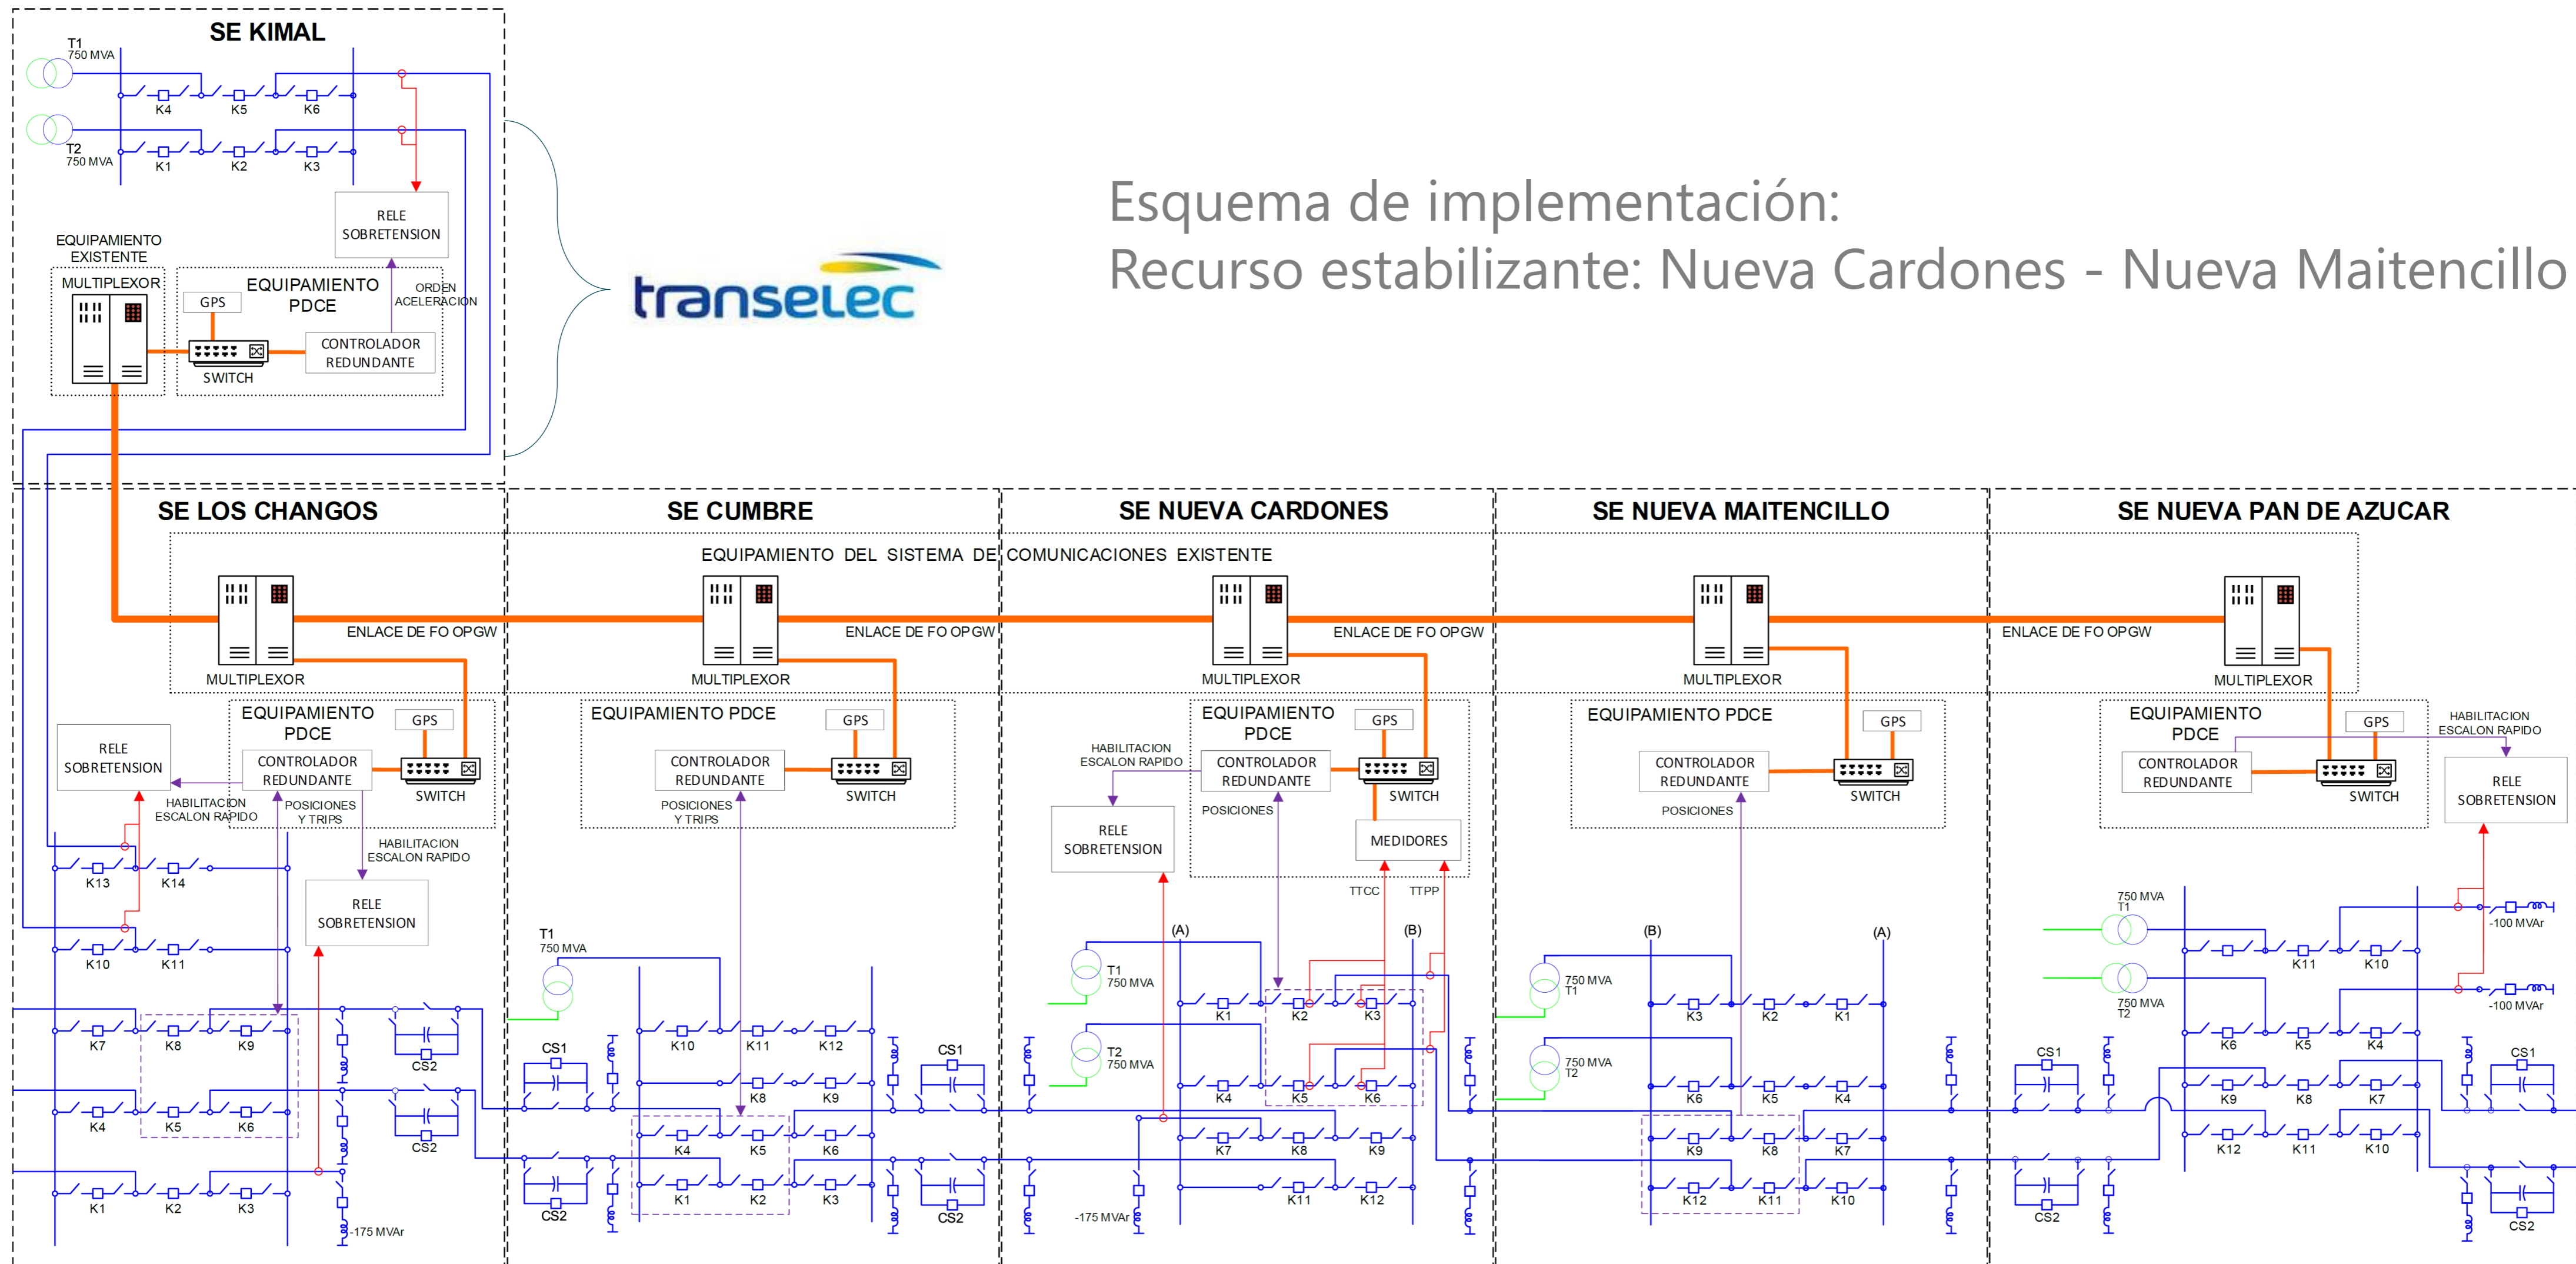 SE KIMAL
T1
750 MVA
K4
K5
K6
T2
750 MVA
K1
K2
K3
RELE
SOBRETENSION
EQUIPAMIENTO
EXISTENTE
MULTIPLEXOR
EQUIPAMIENTO
PDCE
GPS
ORDEN
ACELERACION
CONTROLADOR
REDUNDANTE
SWITCH
transelec
Esquema de implementación:
Recurso estabilizante: Nueva Cardones - Nueva Maitencillo
SE LOS CHANGOS
SE CUMBRE
SE NUEVA CARDONES
SE NUEVA MAITENCILLO
SE NUEVA PAN DE AZUCAR
EQUIPAMIENTO DEL SISTEMA DE COMUNICACIONES EXISTENTE
ENLACE DE FO OPGW
ENLACE DE FO OPGW
ENLACE DE FO OPGW
ENLACE DE FO OPGW
MULTIPLEXOR
MULTIPLEXOR
MULTIPLEXOR
MULTIPLEXOR
MULTIPLEXOR
EQUIPAMIENTO
PDCE
GPS
RELE
SOBRETENSION
CONTROLADOR
REDUNDANTE
SWITCH
HABILITACION
ESCALON RAPIDO
POSICIONES
Y TRIPS
HABILITACION
ESCALON RAPIDO
RELE
SOBRETENSION
K13
K14
K10
K11
K7
K8
K9
CS2
K4
K5
K6
CS2
K1
K2
K3
-175 MVAr
EQUIPAMIENTO PDCE
GPS
CONTROLADOR
REDUNDANTE
SWITCH
POSICIONES
Y TRIPS
T1
750 MVA
K10
K11
K12
CS1
CS1
K8
K9
K4
K5
K6
K1
K2
K3
CS2
CS2
EQUIPAMIENTO
PDCE
GPS
HABILITACION
ESCALON RAPIDO
CONTROLADOR
REDUNDANTE
SWITCH
POSICIONES
RELE
SOBRETENSION
MEDIDORES
TTCC
TTPP
(A)
(B)
T1
750 MVA
K1
K2
K3
T2
750 MVA
K4
K5
K6
K7
K8
K9
K11
K12
-175 MVAr
EQUIPAMIENTO PDCE
GPS
CONTROLADOR
REDUNDANTE
SWITCH
POSICIONES
(B)
(A)
750 MVA
T1
K3
K2
K1
750 MVA
T2
K6
K5
K4
K9
K8
K7
K12
K11
K10
EQUIPAMIENTO
PDCE
GPS
HABILITACION
ESCALON RAPIDO
CONTROLADOR
REDUNDANTE
SWITCH
RELE
SOBRETENSION
750 MVA
T1
-100 MVAr
K11
K10
750 MVA
T2
-100 MVAr
K6
K5
K4
CS1
CS1
K9
K8
K7
K12
K11
K10
CS2
CS2